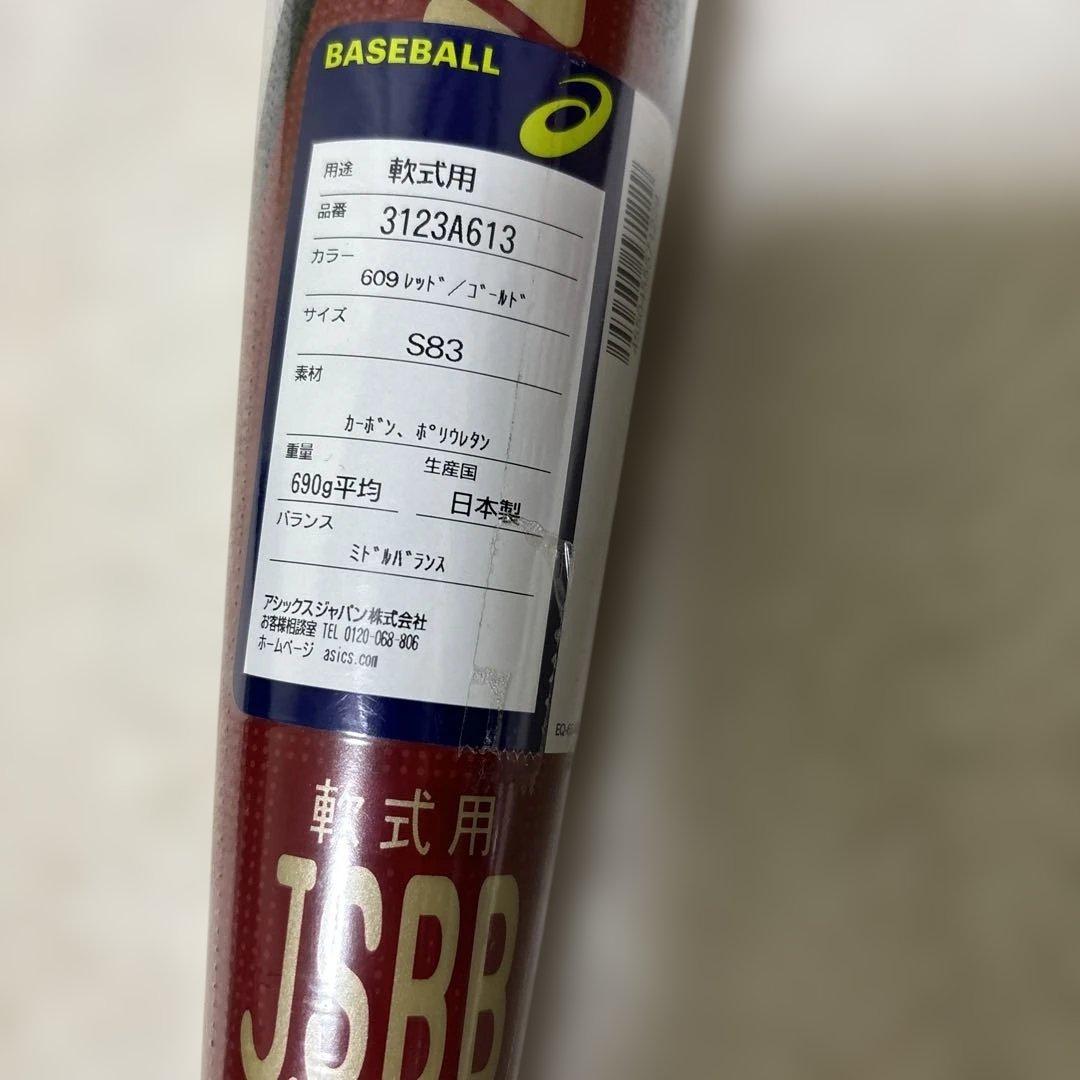 BASEBALL
用途 軟式用
品番 3123A613
カラー
609 ﾚｯﾄﾞ／ｺﾞｰﾙﾄﾞ
サイズ
S83
素材
ｶｰﾎﾞﾝ、ﾎﾟﾘｳﾚﾀﾝ
重量 生産国
690g平均 日本製
バランス
ﾐﾄﾞﾙﾊﾞﾗﾝｽ
アシックスジャパン株式会社
お客様相談室 TEL 0120-068-806
ホームページ asics.com
軟式用
JSBB